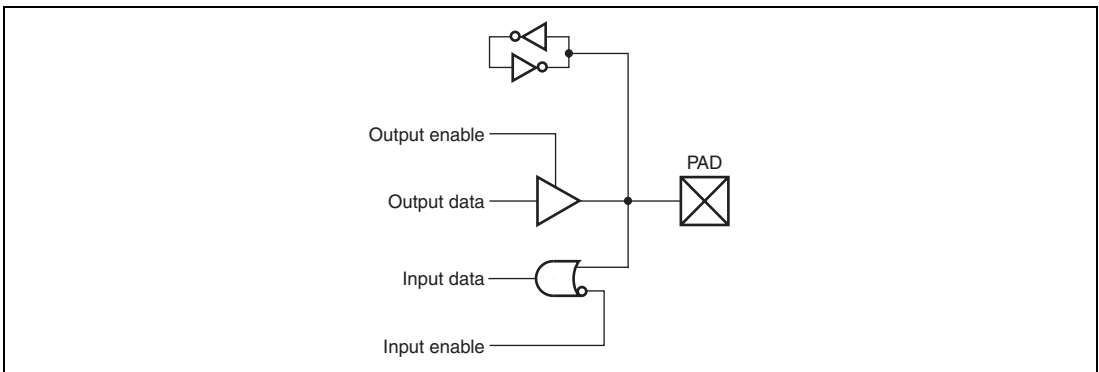 Output enable
PAD
Output data
Input data
Input enable